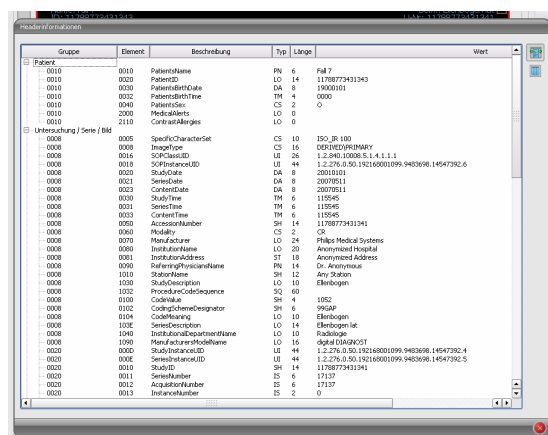 ID: 11788773431343
Headerinformationen
Gruppe Element Beschreibung Typ Länge Wert
Patient
0010 0010 PatientsName PN 6 Fall 7
0010 0020 PatientID LO 14 11788773431343
0010 0030 PatientsBirthDate DA 8 19000101
0010 0032 PatientsBirthTime TM 4 0000
0010 0040 PatientsSex CS 2 O
0010 2000 MedicalAlerts LO 0
0010 2110 ContrastAllergies LO 0
Untersuchung / Serie / Bild
0008 0005 SpecificCharacterSet CS 10 ISO_IR 100
0008 0008 ImageType CS 16 DERIVED\PRIMARY
0008 0016 SOPClassUID UI 26 1.2.840.10008.5.1.4.1.1.1
0008 0018 SOPInstanceUID UI 44 1.2.276.0.50.192168001099.9483698.14547392.6
0008 0020 StudyDate DA 8 20010101
0008 0021 SeriesDate DA 8 20070511
0008 0023 ContentDate DA 8 20070511
0008 0030 StudyTime TM 6 115545
0008 0031 SeriesTime TM 6 115545
0008 0033 ContentTime TM 6 115545
0008 0050 AccessionNumber SH 14 11788773431341
0008 0060 Modality CS 2 CR
0008 0070 Manufacturer LO 24 Philips Medical Systems
0008 0080 InstitutionName LO 20 Anonymized Hospital
0008 0081 InstitutionAddress ST 18 Anonymized Address
0008 0090 ReferringPhysiciansName PN 14 Dr. Anonymous
0008 1010 StationName SH 12 Any Station
0008 1030 StudyDescription LO 10 Ellenbogen
0008 1032 ProcedureCodeSequence SQ 60
0008 0100 CodeValue SH 4 1052
0008 0102 CodingSchemeDesignator SH 6 99GAP
0008 0104 CodeMeaning LO 10 Ellenbogen
0008 103E SeriesDescription LO 14 Ellenbogen lat
0008 1040 InstitutionalDepartmentName LO 10 Radiologie
0008 1090 ManufacturersModelName LO 16 digital DIAGNOST
0020 000D StudyInstanceUID UI 44 1.2.276.0.50.192168001099.9483698.14547392.4
0020 000E SeriesInstanceUID UI 44 1.2.276.0.50.192168001099.9483698.14547392.5
0020 0010 StudyID SH 14 11788773431341
0020 0011 SeriesNumber IS 6 17137
0020 0012 AcquisitionNumber IS 6 17137
0020 0013 InstanceNumber IS 2 0